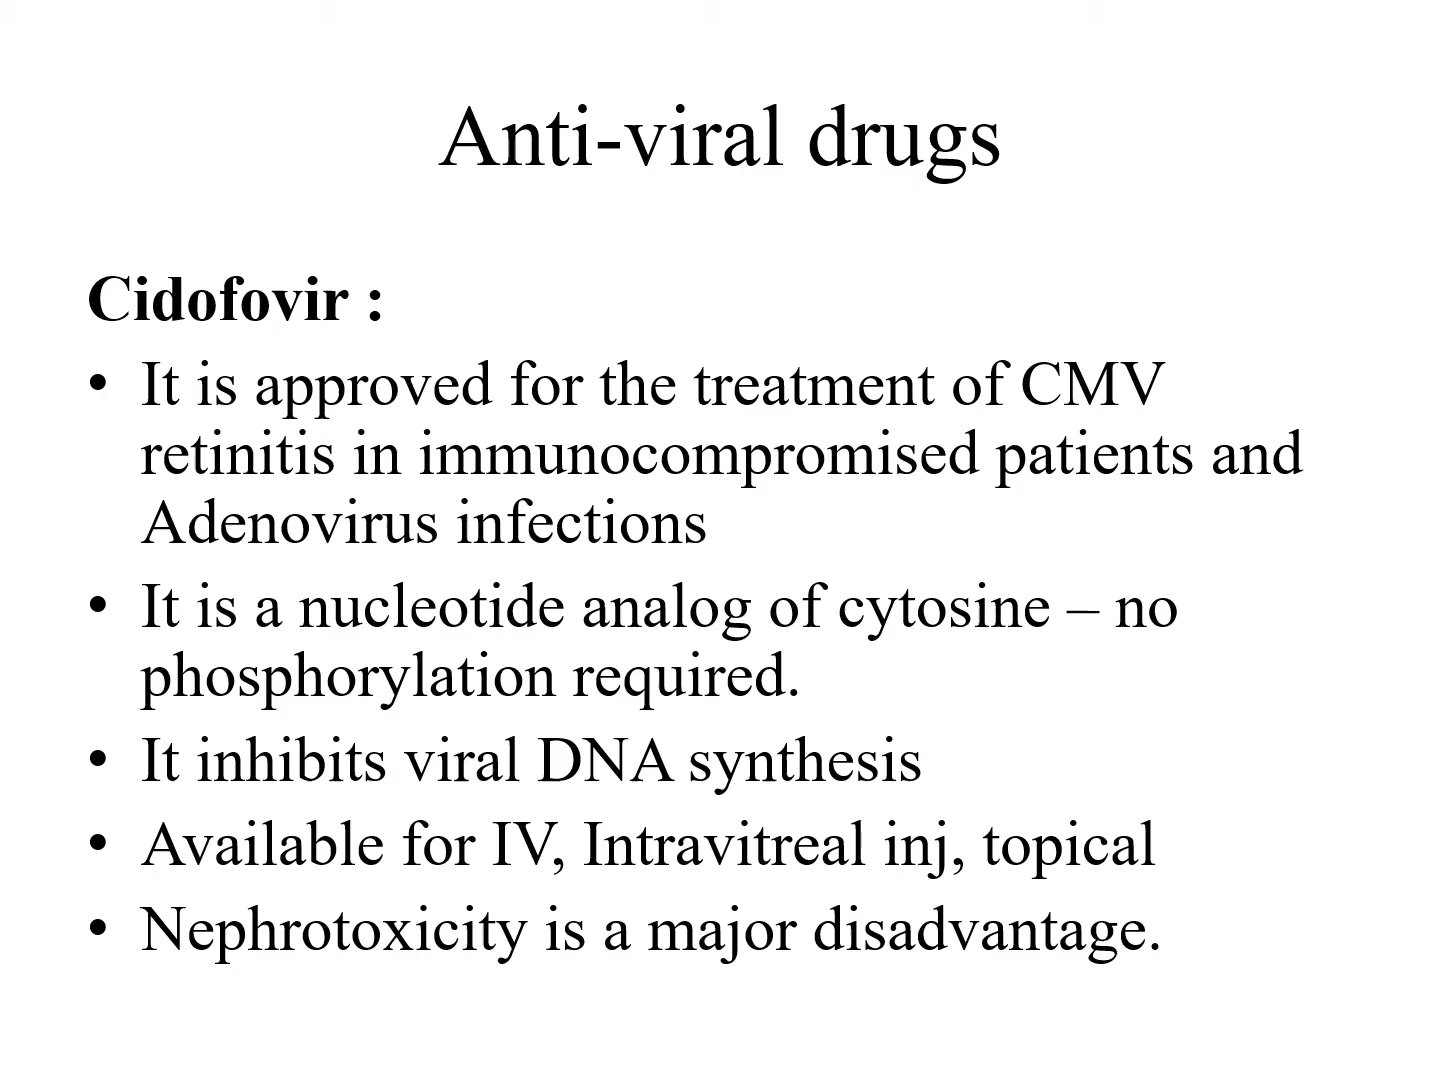 Anti-viral drugs
Cidofovir :
• It is approved for the treatment of CMV
retinitis in immunocompromised patients and
Adenovirus infections
• It is a nucleotide analog of cytosine – no
phosphorylation required.
• It inhibits viral DNA synthesis
• Available for IV, Intravitreal inj, topical
• Nephrotoxicity is a major disadvantage.